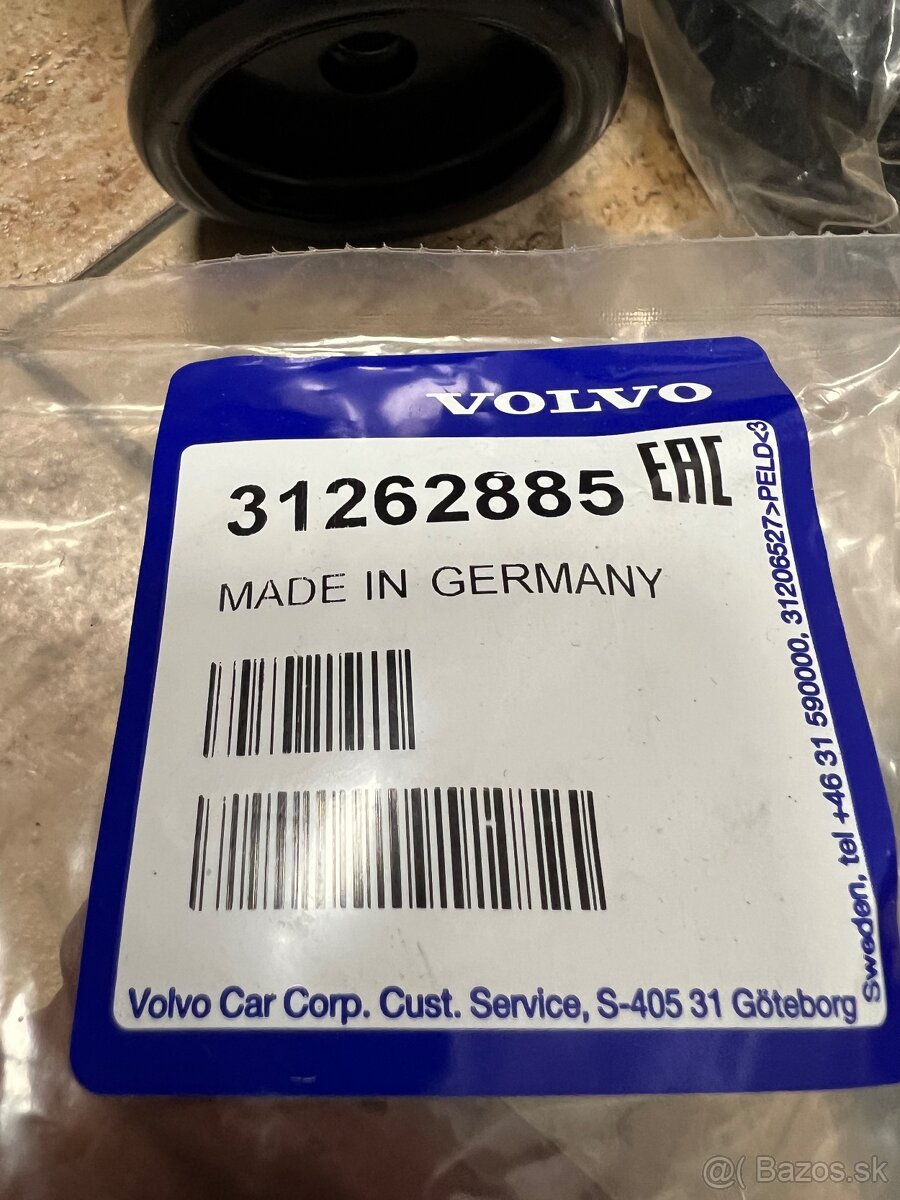 VOLVO
31262885 EAC
MADE IN GERMANY
Volvo Car Corp. Cust. Service, S-405 31 Göteborg
Sweden, tel +46 31 590000, 31206527>PELD<3
@( Bazos.sk